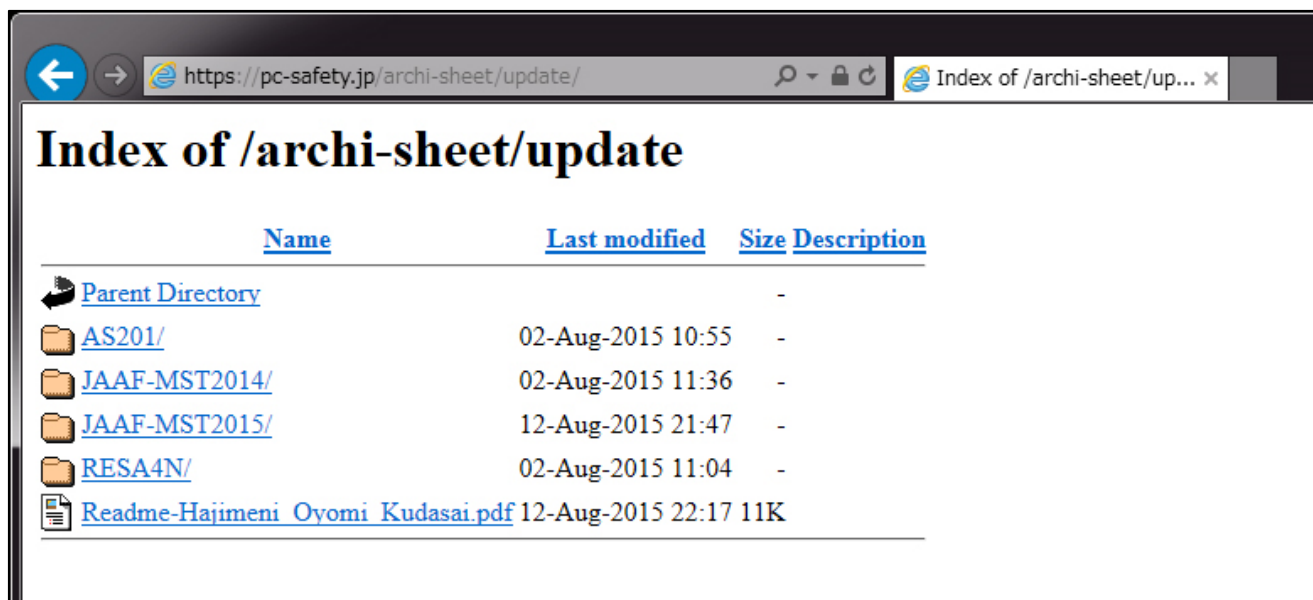 https://pc-safety.jp/archi-sheet/update/
Index of /archi-sheet/up...
Index of /archi-sheet/update
Name Last modified Size Description
Parent Directory -
AS201/ 02-Aug-2015 10:55 -
JAAF-MST2014/ 02-Aug-2015 11:36 -
JAAF-MST2015/ 12-Aug-2015 21:47 -
RESA4N/ 02-Aug-2015 11:04 -
Readme-Hajimeni_Oyomi_Kudasai.pdf 12-Aug-2015 22:17 11K